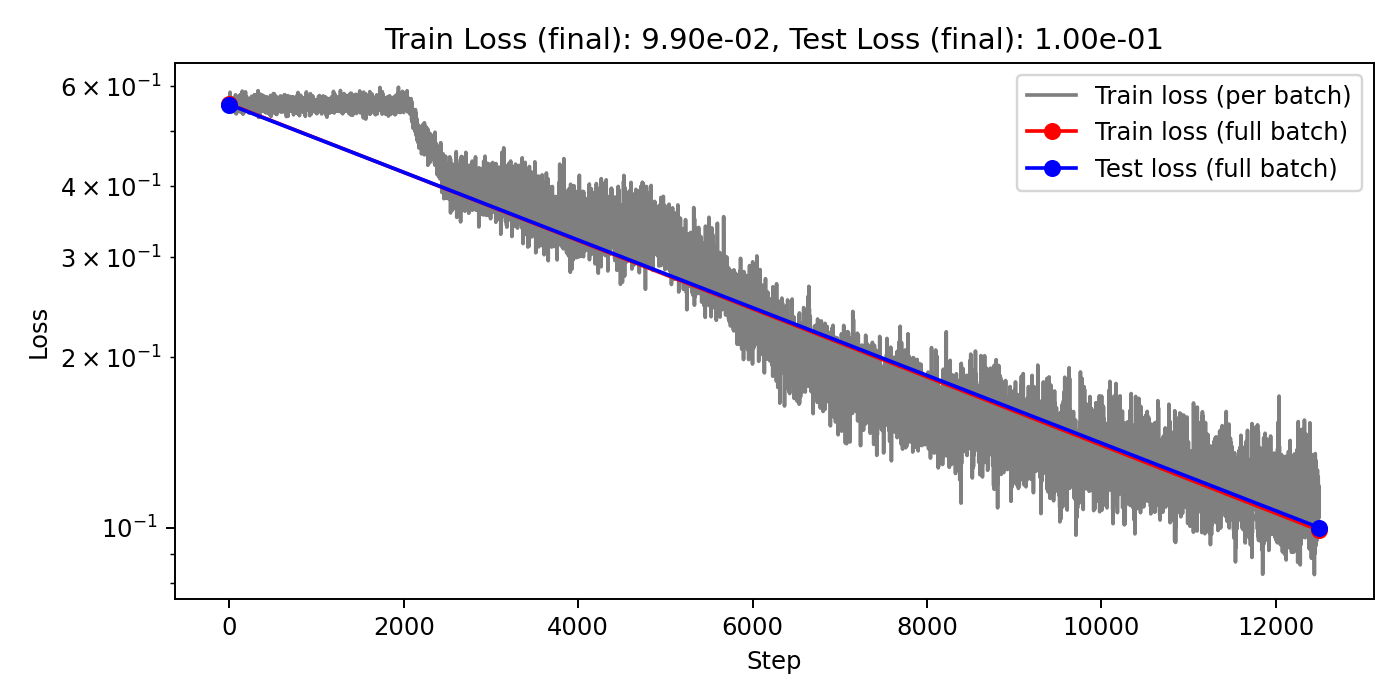 Train Loss (final): 9.90e-02, Test Loss (final): 1.00e-01
Train loss (per batch)
Train loss (full batch)
Test loss (full batch)
Loss
6 × 10⁻¹
4 × 10⁻¹
3 × 10⁻¹
2 × 10⁻¹
10⁻¹
0 2000 4000 6000 8000 10000 12000
Step